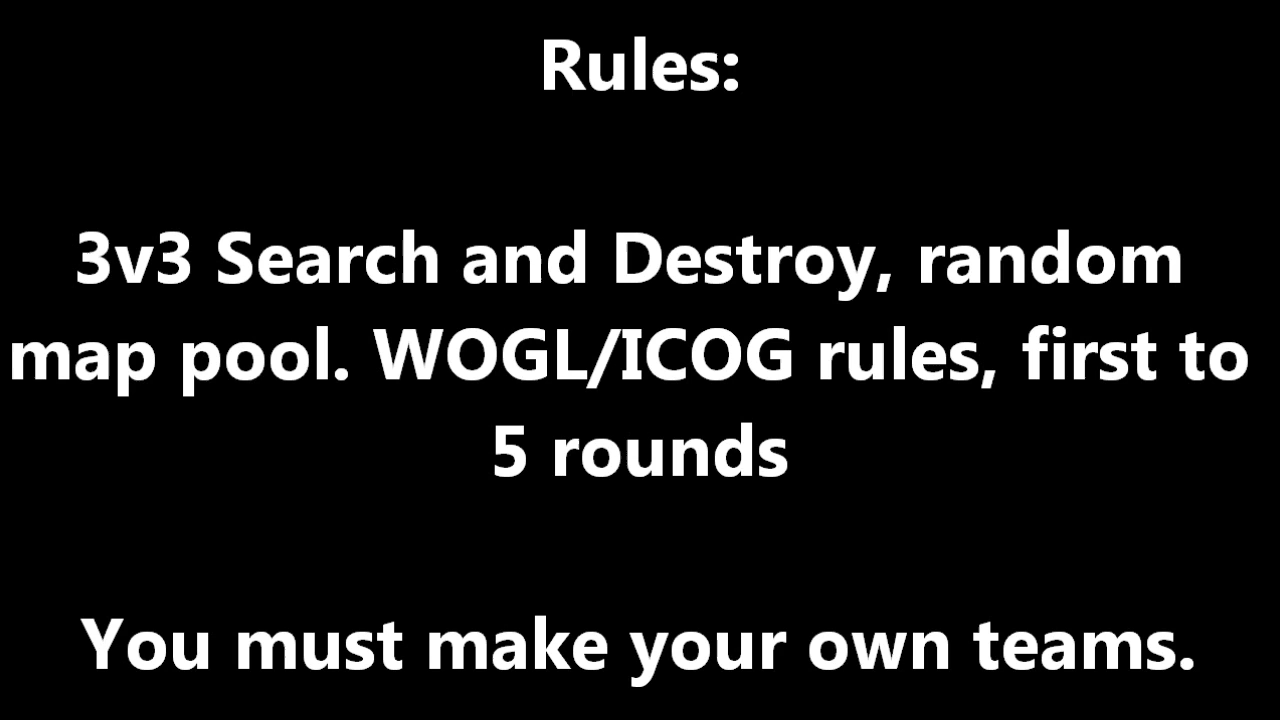 Rules:
3v3 Search and Destroy, random
map pool. WOGL/ICOG rules, first to
5 rounds
You must make your own teams.